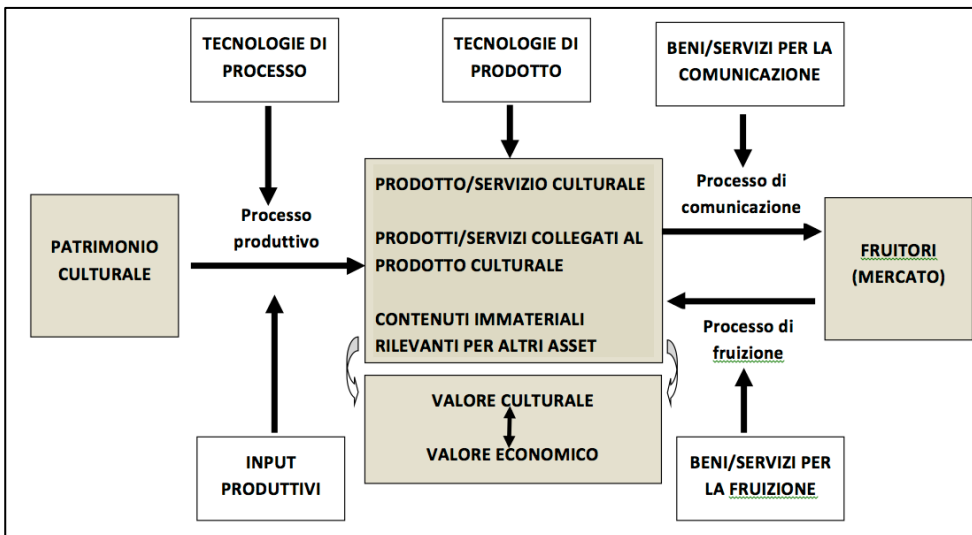 TECNOLOGIE DI
PROCESSO
TECNOLOGIE DI
PRODOTTO
BENI/SERVIZI PER LA
COMUNICAZIONE
PATRIMONIO
CULTURALE
Processo
produttivo
PRODOTTO/SERVIZIO CULTURALE
PRODOTTI/SERVIZI COLLEGATI AL
PRODOTTO CULTURALE
CONTENUTI IMMATERIALI
RILEVANTI PER ALTRI ASSET
Processo di
comunicazione
FRUITORI
(MERCATO)
Processo di
fruizione
VALORE CULTURALE
VALORE ECONOMICO
INPUT
PRODUTTIVI
BENI/SERVIZI PER
LA FRUIZIONE